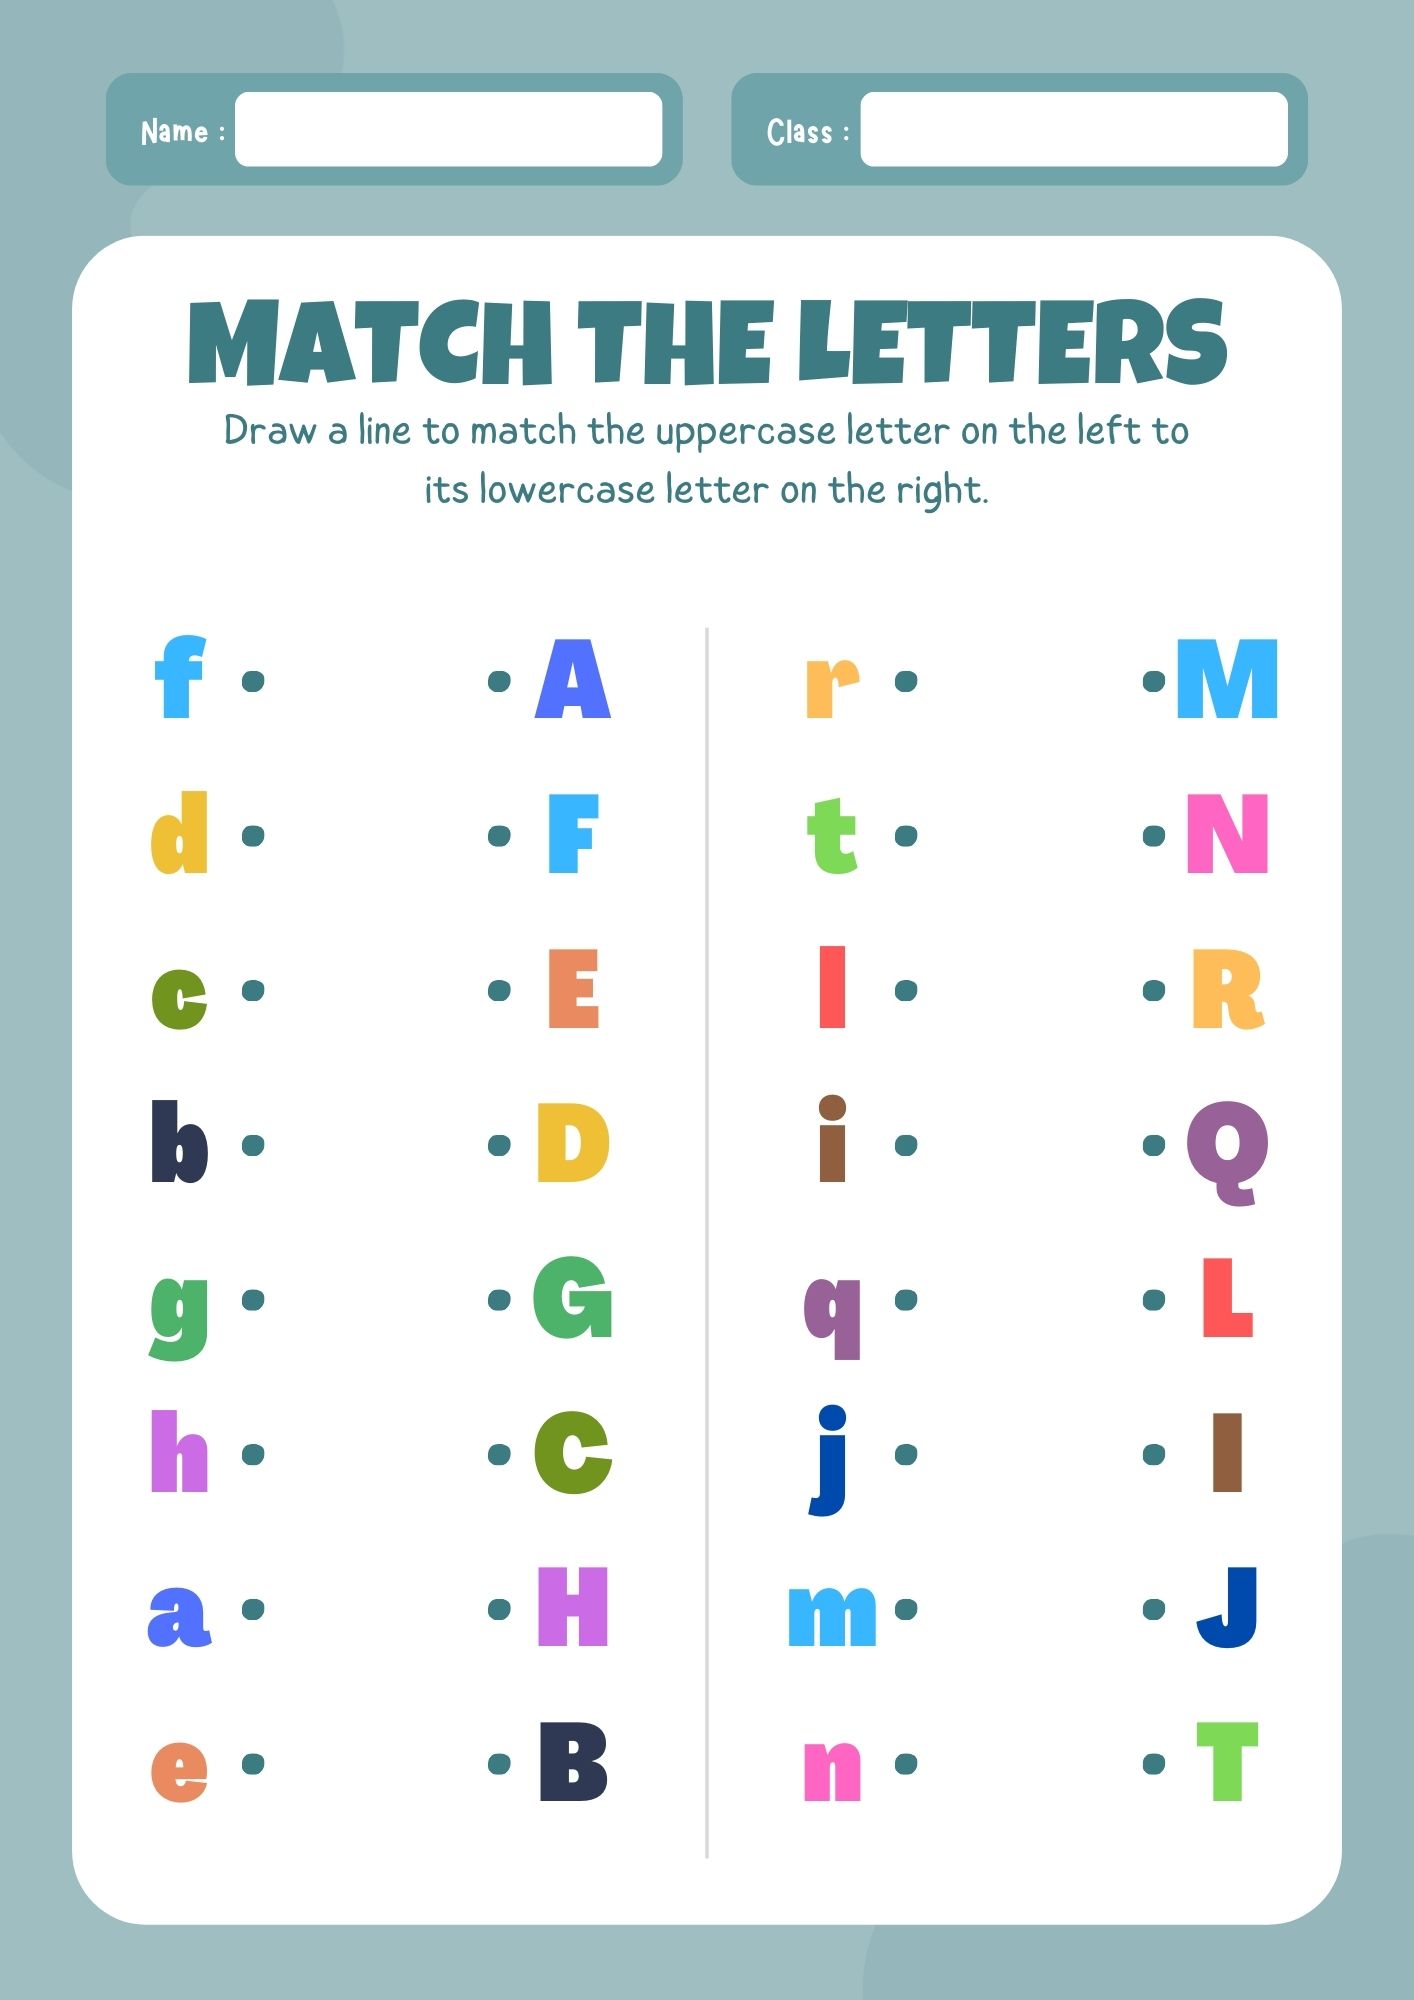 Name :
Class :
MATCH THE LETTERS
Draw a line to match the uppercase letter on the left to
its lowercase letter on the right.
f • • A
d • • F
c • • E
b • • D
g • • G
h • • C
a • • H
e • • B
r • • M
t • • N
l • • R
i • • Q
q • • L
j • • I
m • • J
n • • T